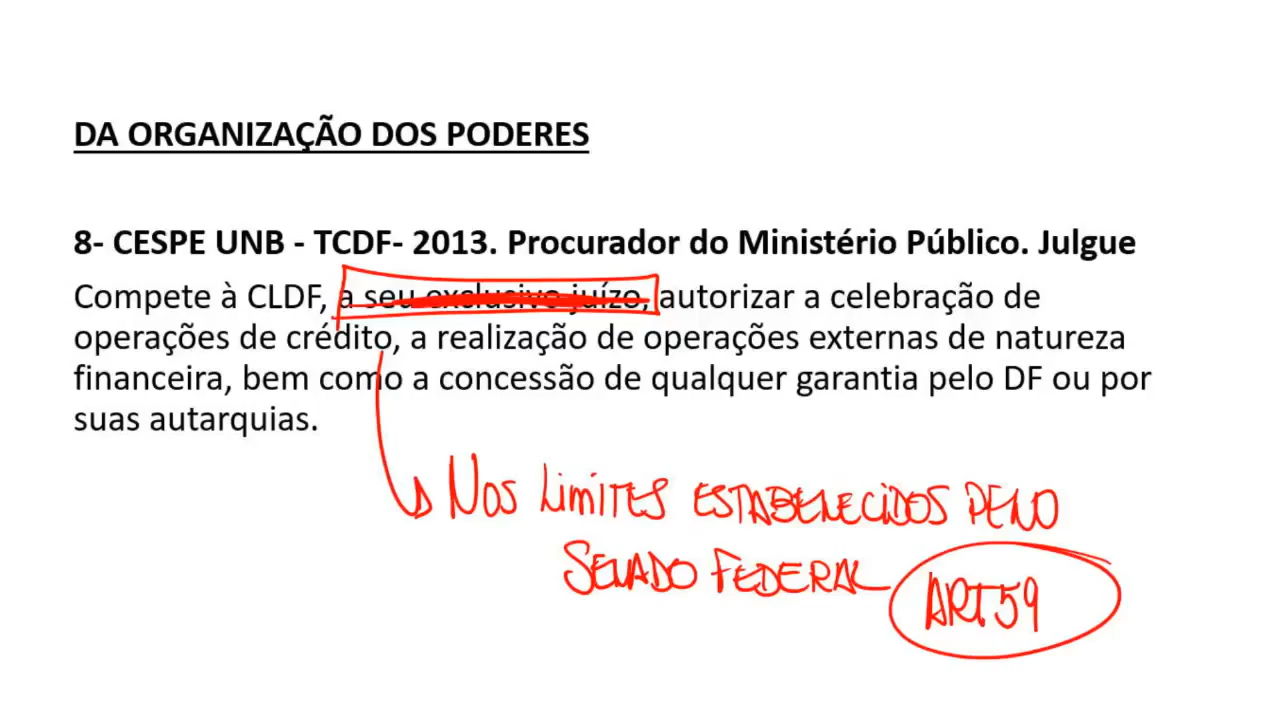 DA ORGANIZAÇÃO DOS PODERES
8- CESPE UNB - TCDF- 2013. Procurador do Ministério Público. Julgue
Compete à CLDF, a seu exclusivo juízo, autorizar a celebração de
operações de crédito, a realização de operações externas de natureza
financeira, bem como a concessão de qualquer garantia pelo DF ou por
suas autarquias.
NOS LIMITES ESTABELECIDOS PELO
SENADO FEDERAL ART. 59